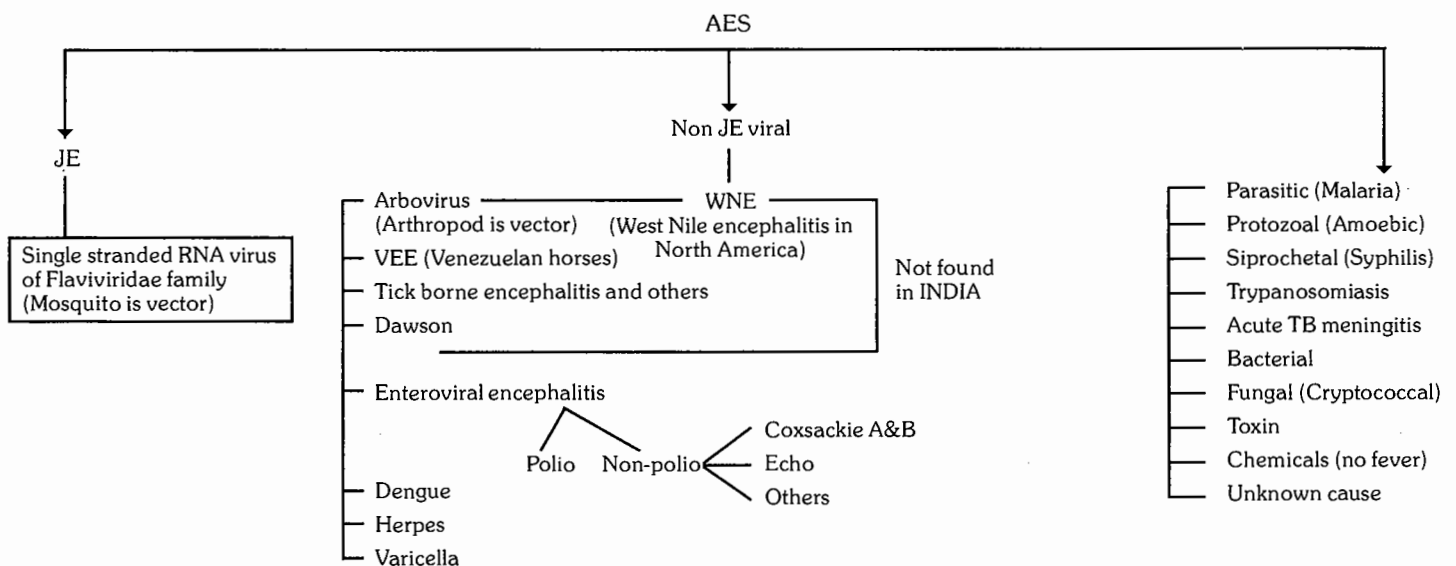 AES
JE
Single stranded RNA virus
of Flaviviridae family
(Mosquito is vector)
Non JE viral
Arbovirus
(Arthropod is vector)
WNE
(West Nile encephalitis in
North America)
VEE (Venezuelan horses)
Tick borne encephalitis and others
Dawson
Not found
in INDIA
Enteroviral encephalitis
Polio
Non-polio
Coxsackie A&B
Echo
Others
Dengue
Herpes
Varicella
Parasitic (Malaria)
Protozoal (Amoebic)
Siprochetal (Syphilis)
Trypanosomiasis
Acute TB meningitis
Bacterial
Fungal (Cryptococcal)
Toxin
Chemicals (no fever)
Unknown cause